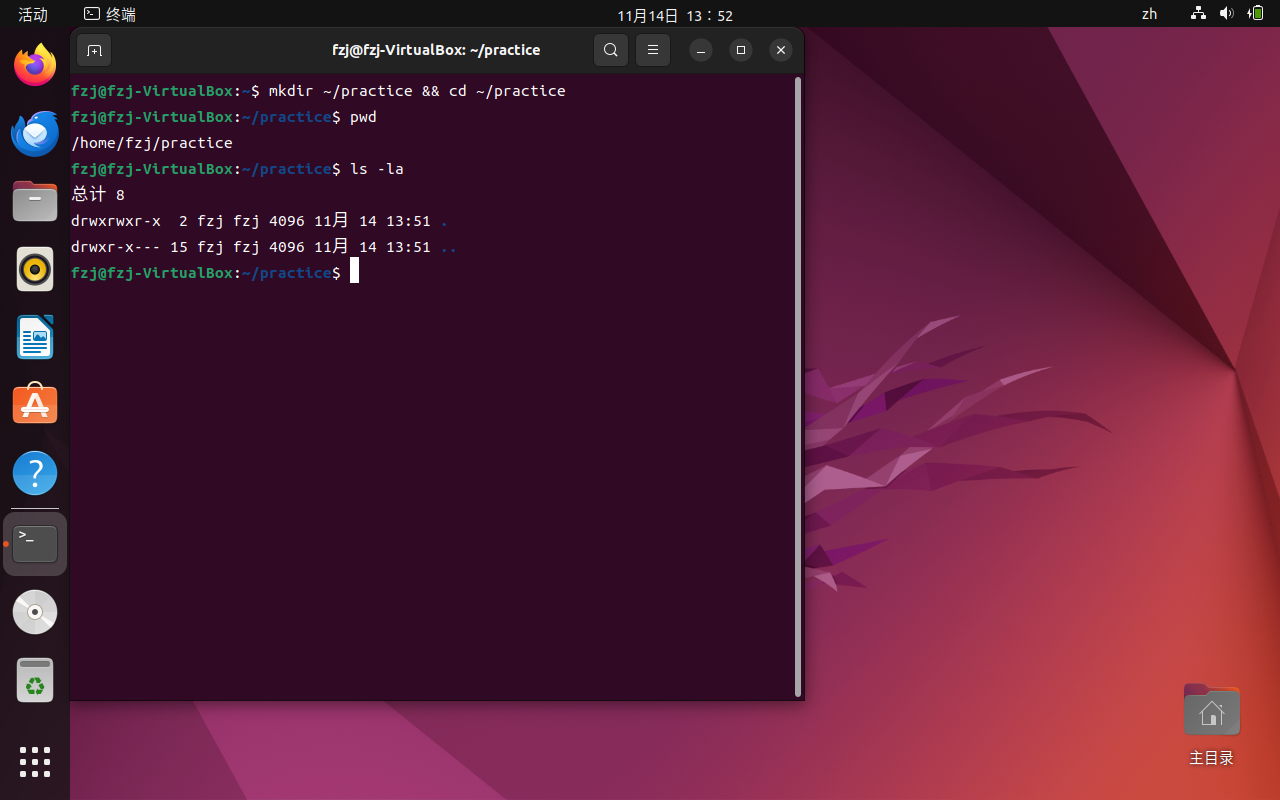 活动 终端 11月14日 13：52 zh
fzj@fzj-VirtualBox: ~/practice
fzj@fzj-VirtualBox:~$ mkdir ~/practice && cd ~/practice
fzj@fzj-VirtualBox:~/practice$ pwd
/home/fzj/practice
fzj@fzj-VirtualBox:~/practice$ ls -la
总计 8
drwxrwxr-x  2 fzj fzj 4096 11月 14 13:51 .
drwxr-x--- 15 fzj fzj 4096 11月 14 13:51 ..
fzj@fzj-VirtualBox:~/practice$
主目录